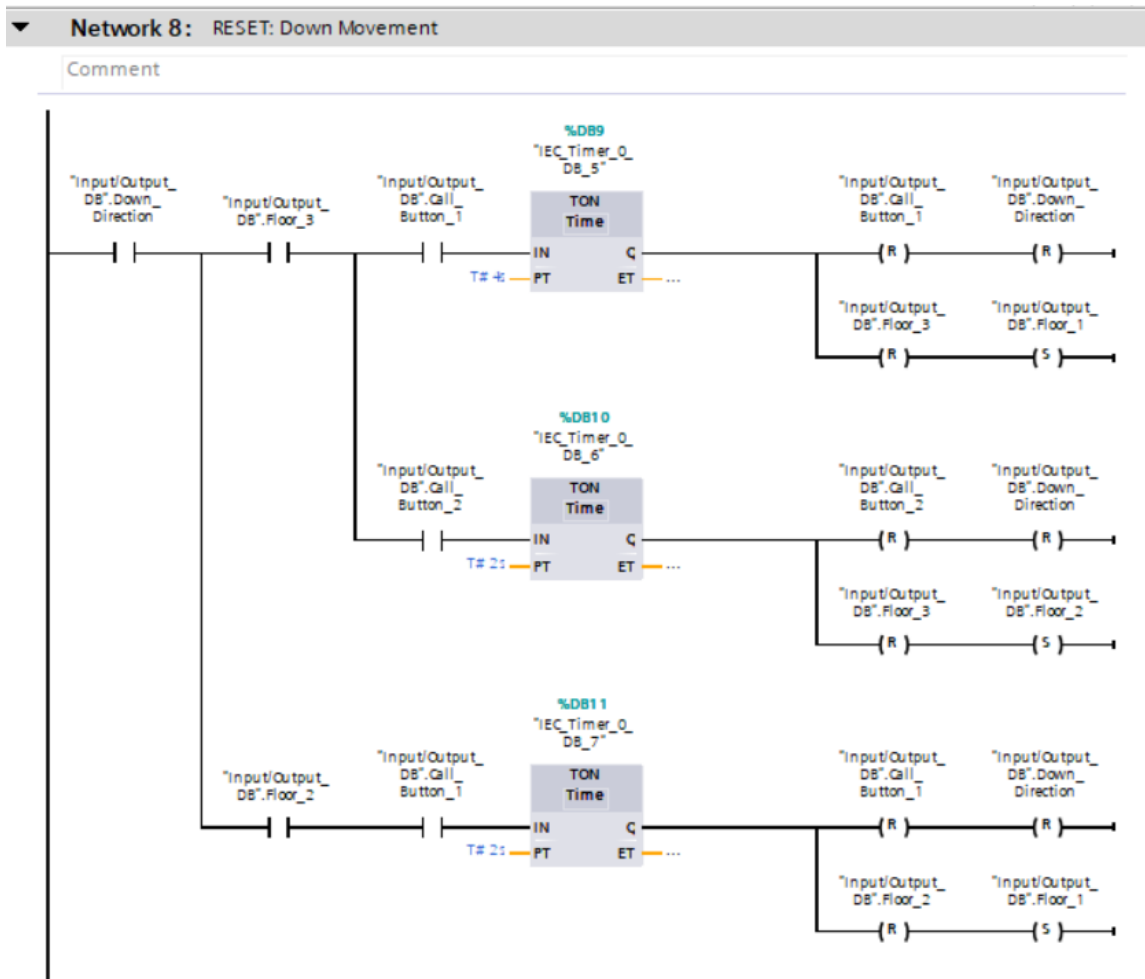 Network 8: RESET: Down Movement
Comment
%DB9
"IEC_Timer_0_
DB_5"
"Input/Output_
DB".Down_
Direction
"Input/Output_
DB".Floor_3
"Input/Output_
DB".Call_
Button_1
TON
Time
IN
Q
T# 4s
PT
ET
...
"Input/Output_
DB".Call_
Button_1
(R)
"Input/Output_
DB".Down_
Direction
(R)
"Input/Output_
DB".Floor_3
(R)
"Input/Output_
DB".Floor_1
(S)
%DB10
"IEC_Timer_0_
DB_6"
"Input/Output_
DB".Call_
Button_2
TON
Time
IN
Q
T# 2s
PT
ET
...
"Input/Output_
DB".Call_
Button_2
(R)
"Input/Output_
DB".Down_
Direction
(R)
"Input/Output_
DB".Floor_3
(R)
"Input/Output_
DB".Floor_2
(S)
%DB11
"IEC_Timer_0_
DB_7"
"Input/Output_
DB".Floor_2
"Input/Output_
DB".Call_
Button_1
TON
Time
IN
Q
T# 2s
PT
ET
...
"Input/Output_
DB".Call_
Button_1
(R)
"Input/Output_
DB".Down_
Direction
(R)
"Input/Output_
DB".Floor_2
(R)
"Input/Output_
DB".Floor_1
(S)